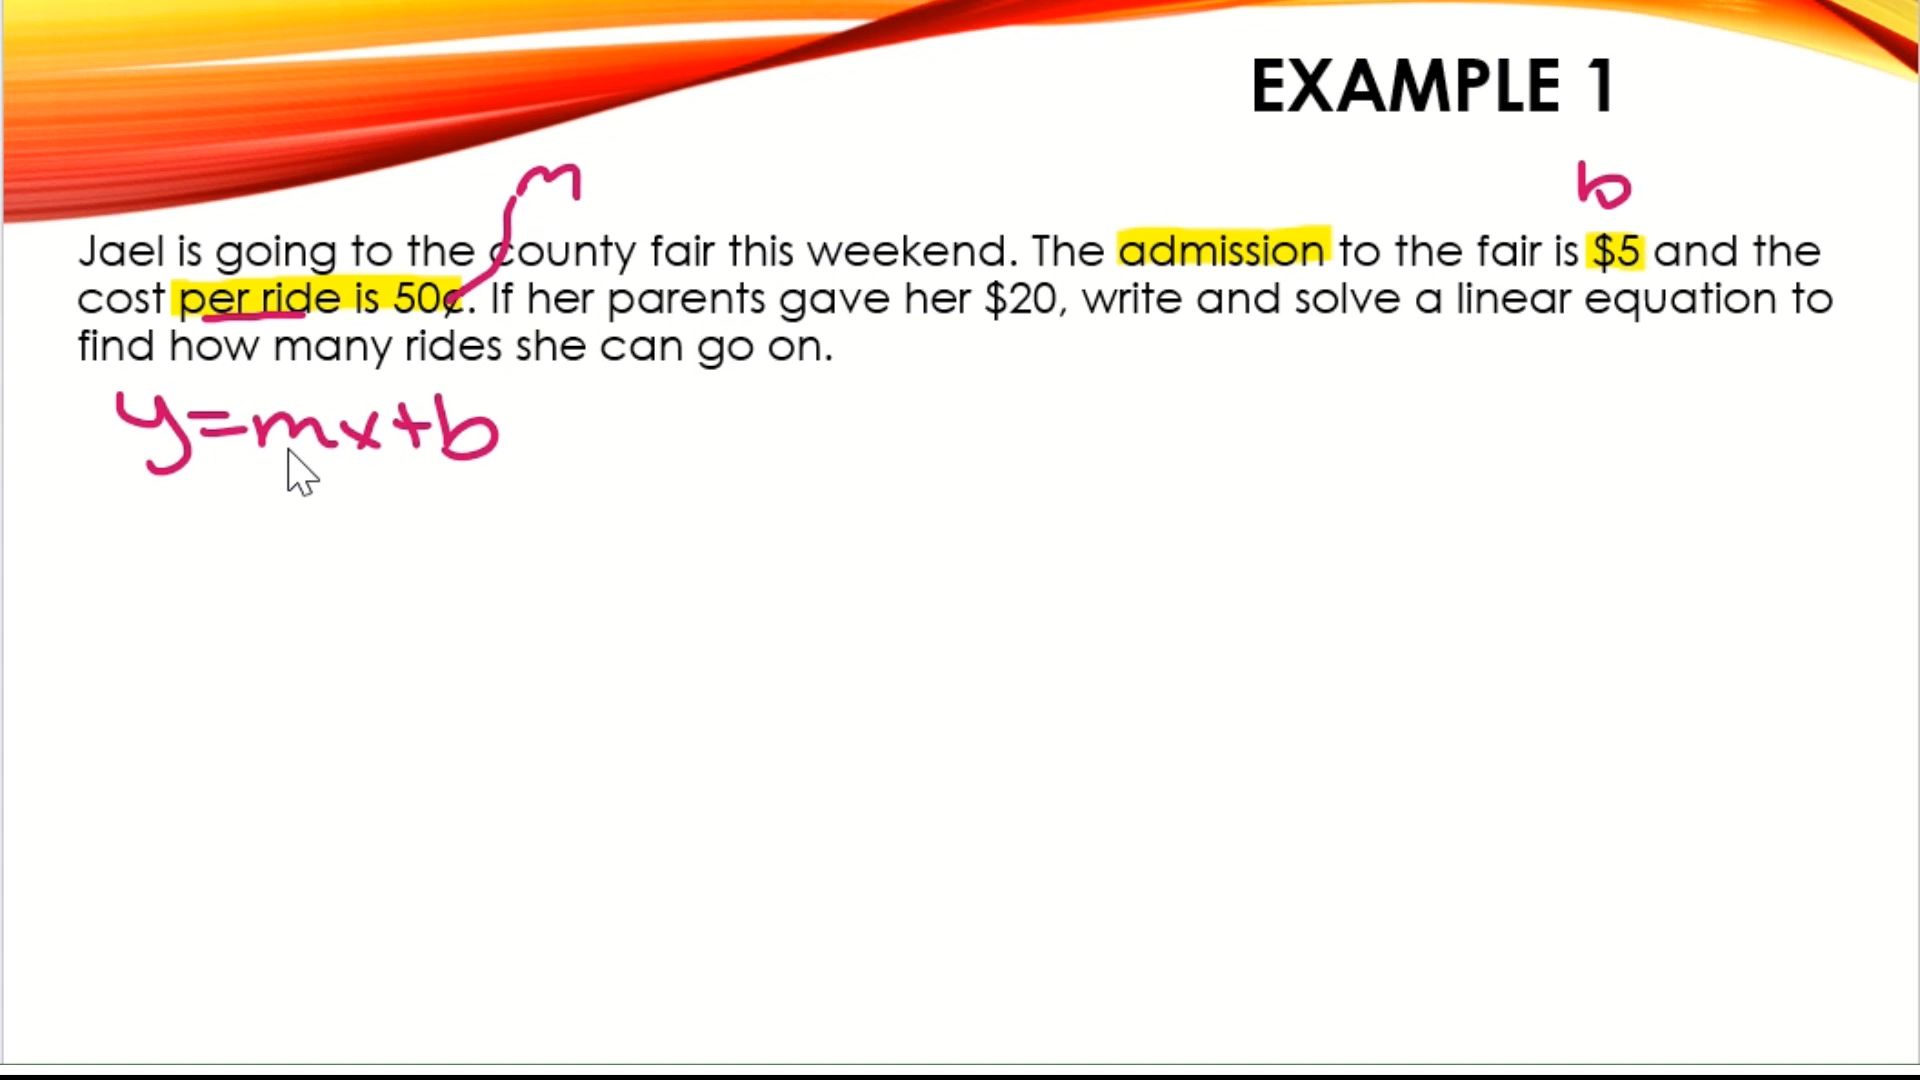 EXAMPLE 1
m
b
Jael is going to the county fair this weekend. The admission to the fair is $5 and the
cost per ride is 50¢. If her parents gave her $20, write and solve a linear equation to
find how many rides she can go on.
y=mx+b